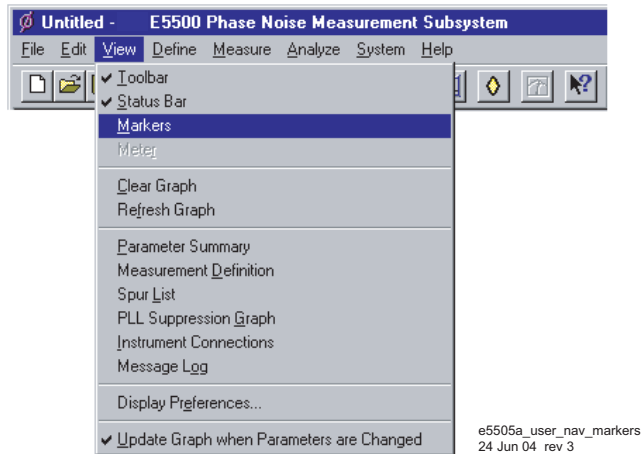 Untitled - E5500 Phase Noise Measurement Subsystem
File Edit View Define Measure Analyze System Help
Toolbar
Status Bar
Markers
Meter
Clear Graph
Refresh Graph
Parameter Summary
Measurement Definition
Spur List
PLL Suppression Graph
Instrument Connections
Message Log
Display Preferences...
Update Graph when Parameters are Changed
e5505a_user_nav_markers
24 Jun 04 rev 3